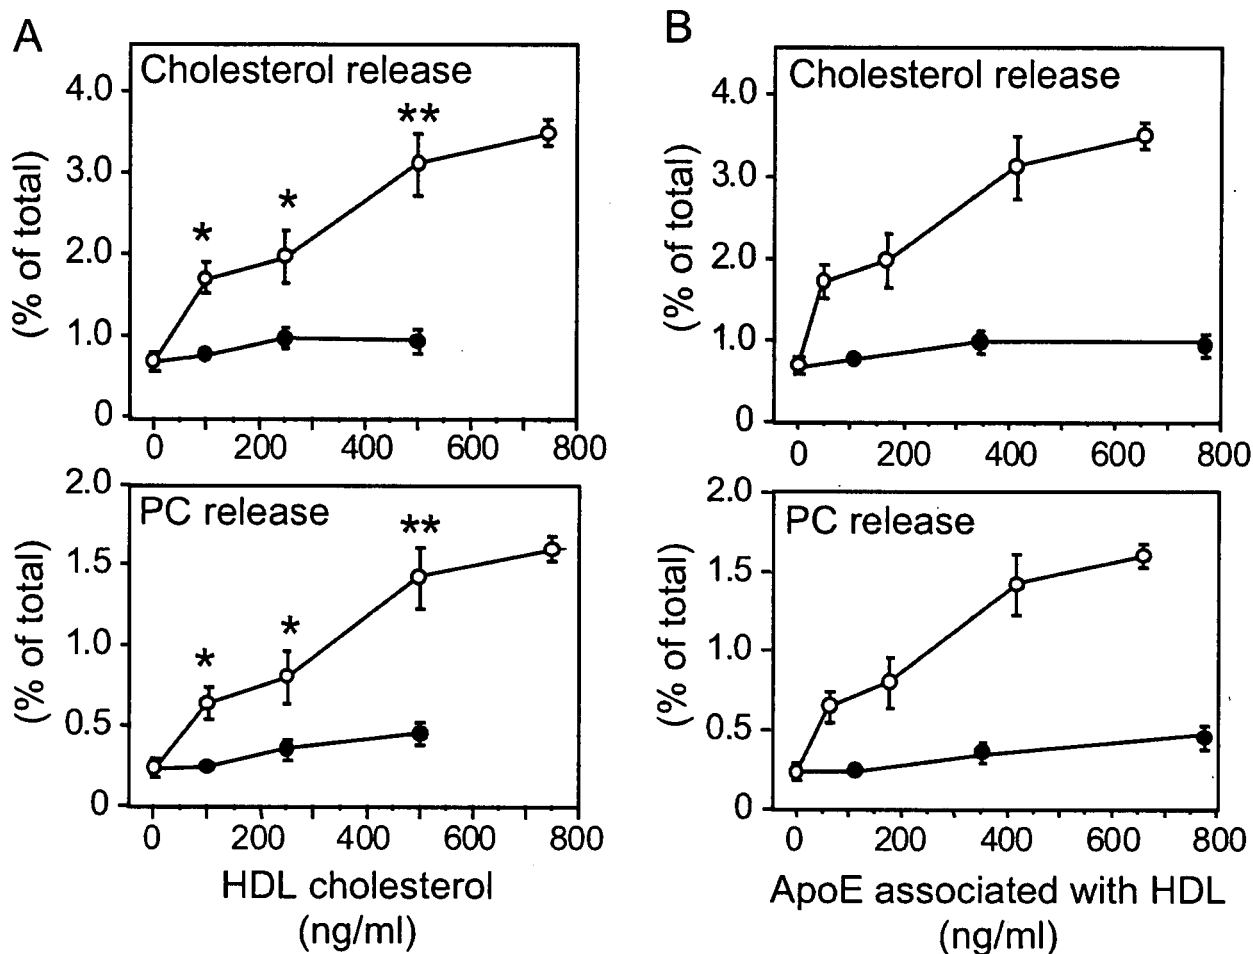 A
Cholesterol release
4.0
3.0
2.0
1.0
0
(% of total)
*
*
**
0 200 400 600 800
PC release
2.0
1.5
1.0
0.5
0
(% of total)
*
*
**
0 200 400 600 800
HDL cholesterol
(ng/ml)
B
Cholesterol release
4.0
3.0
2.0
1.0
0
(% of total)
0 200 400 600 800
PC release
2.0
1.5
1.0
0.5
0
(% of total)
0 200 400 600 800
ApoE associated with HDL
(ng/ml)